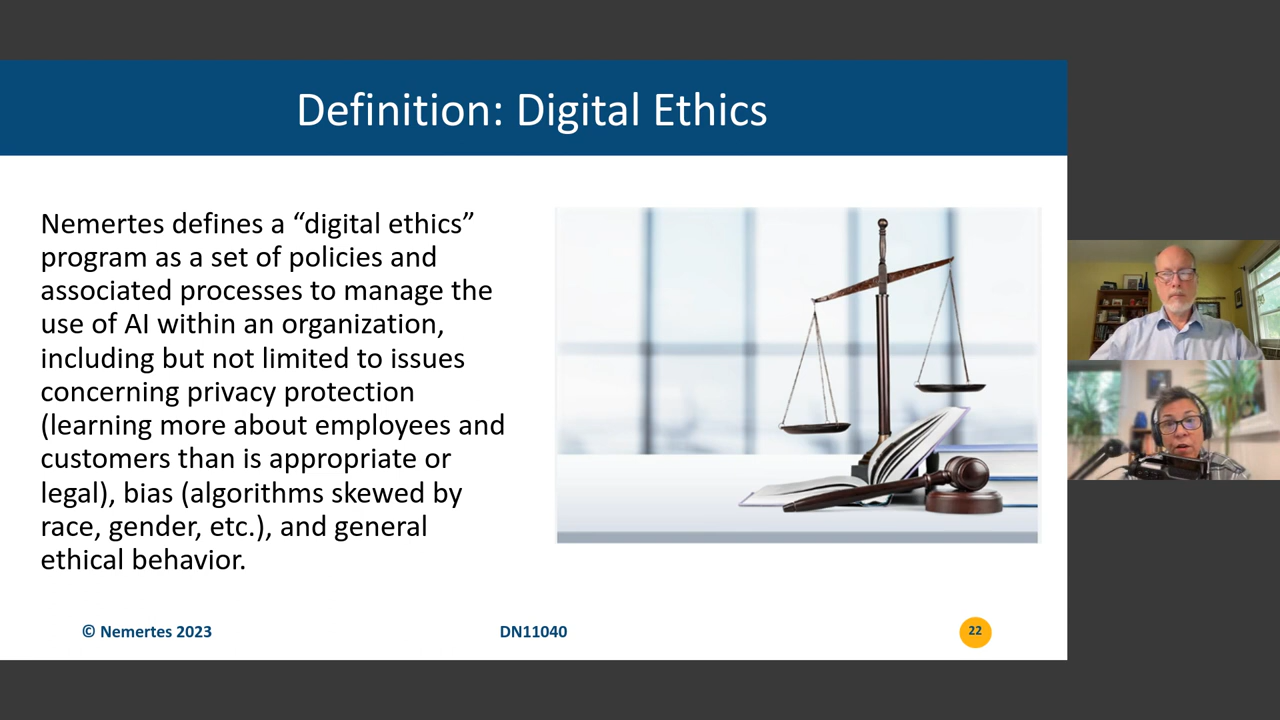 Definition: Digital Ethics
Nemertes defines a “digital ethics”
program as a set of policies and
associated processes to manage the
use of AI within an organization,
including but not limited to issues
concerning privacy protection
(learning more about employees and
customers than is appropriate or
legal), bias (algorithms skewed by
race, gender, etc.), and general
ethical behavior.
© Nemertes 2023
DN11040
22